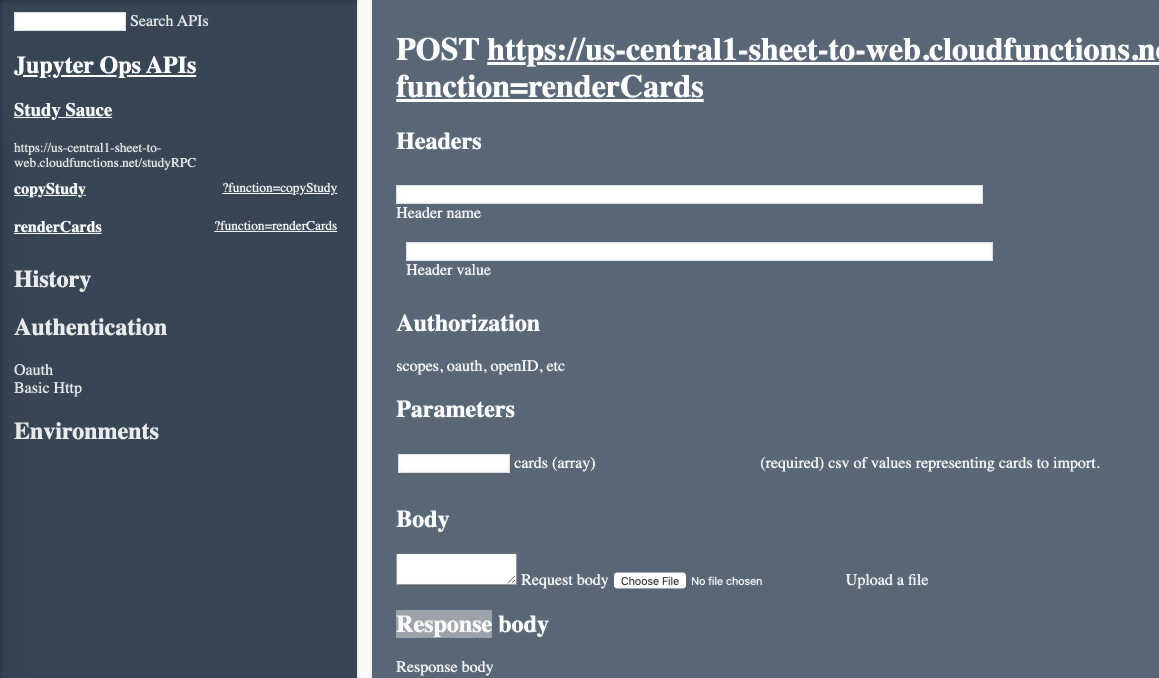 Search APIs
Jupyter Ops APIs
Study Sauce
https://us-central1-sheet-to-
web.cloudfunctions.net/studyRPC
copyStudy ?function=copyStudy
renderCards ?function=renderCards
History
Authentication
Oauth
Basic Http
Environments
POST https://us-central1-sheet-to-web.cloudfunctions.ne
function=renderCards
Headers
Header name
Header value
Authorization
scopes, oauth, openID, etc
Parameters
cards (array) (required) csv of values representing cards to import.
Body
Request body Choose File No file chosen Upload a file
Response body
Response body